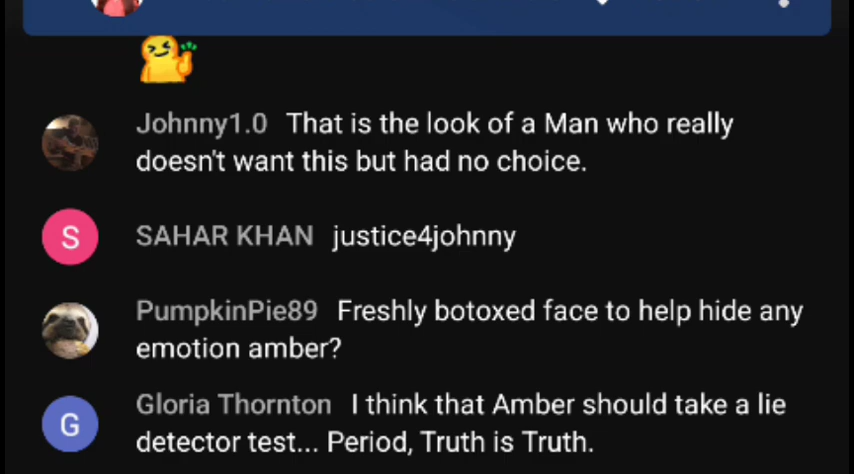 Johnny1.0 That is the look of a Man who really
doesn't want this but had no choice.
S SAHAR KHAN justice4johnny
PumpkinPie89 Freshly botoxed face to help hide any
emotion amber?
G Gloria Thornton I think that Amber should take a lie
detector test... Period, Truth is Truth.